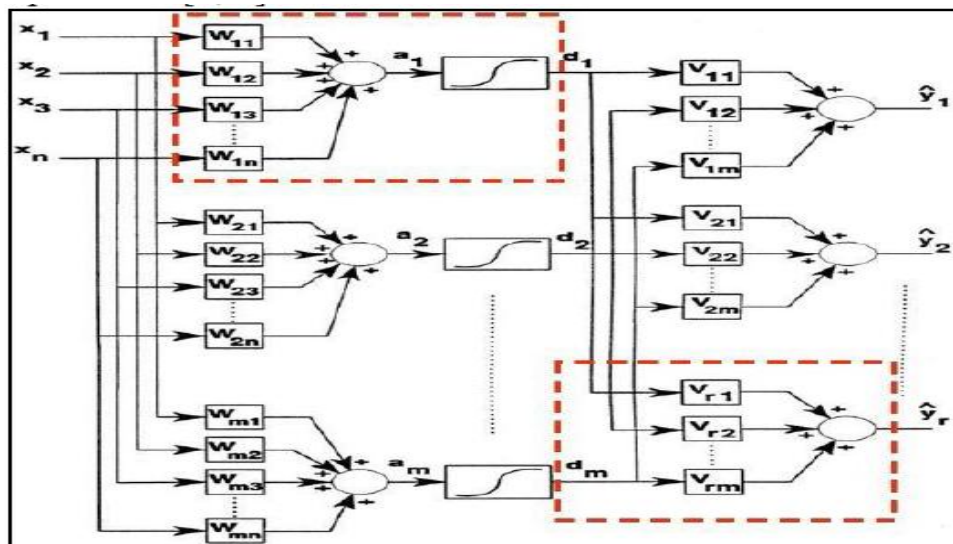 x1 W11 + a1 d1 V11 +
x2 W12 + + V12 + ŷ1
x3 W13 + +
xn W1n V1m
W21 + a2 d2 V21 +
W22 + + V22 + ŷ2
W23 + +
W2n V2m
Wm1 + Vr1 +
Wm2 + am dm Vr2 + ŷr
Wm3 + + Vrm +
Wmn +